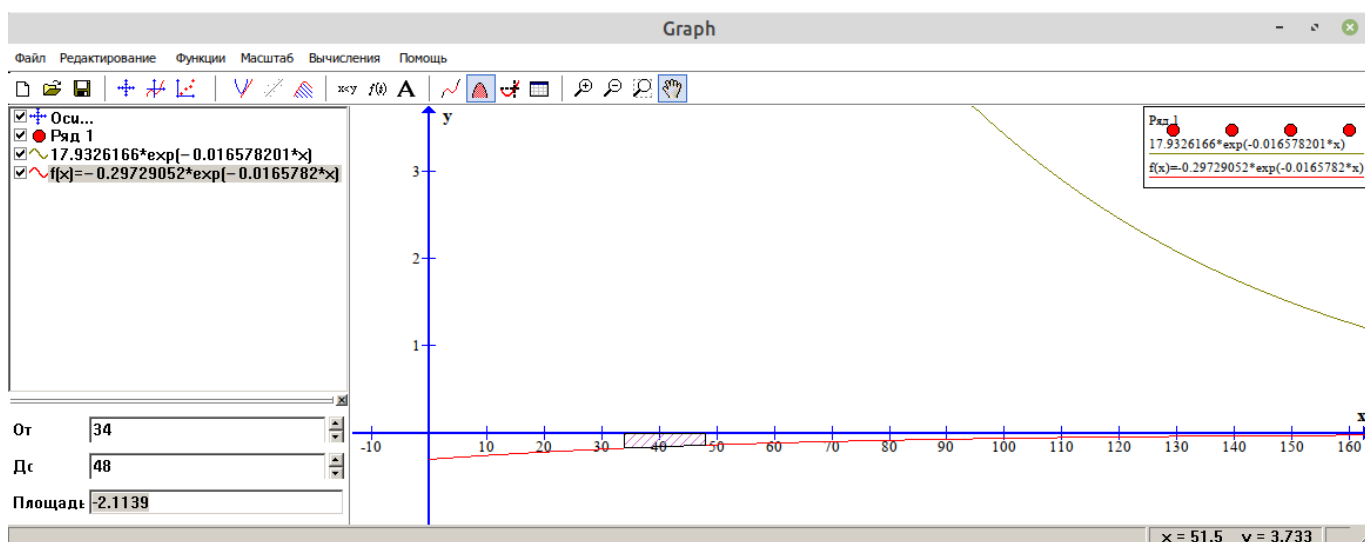 Graph
Файл Редактирование Функции Масштаб Вычисления Помощь
x<y f(x) A
Оси...
Ряд 1
17.9326166*exp(-0.016578201*x)
f(x)=-0.29729052*exp(-0.0165782*x)
От 34
До 48
Площадь -2.1139
y
3
2
1
-10 10 20 30 40 50 60 70 80 90 100 110 120 130 140 150 160
x
Ряд 1
17.9326166*exp(-0.016578201*x)
f(x)=-0.29729052*exp(-0.0165782*x)
x = 51.5 y = 3.733